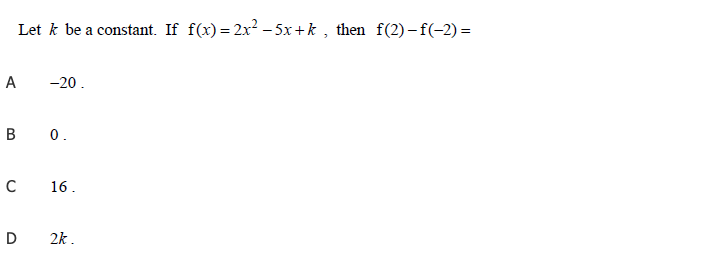 Let k be a constant. If f(x) = 2x² – 5x + k , then f(2) – f(–2) =
A –20 .
B 0 .
C 16 .
D 2k .